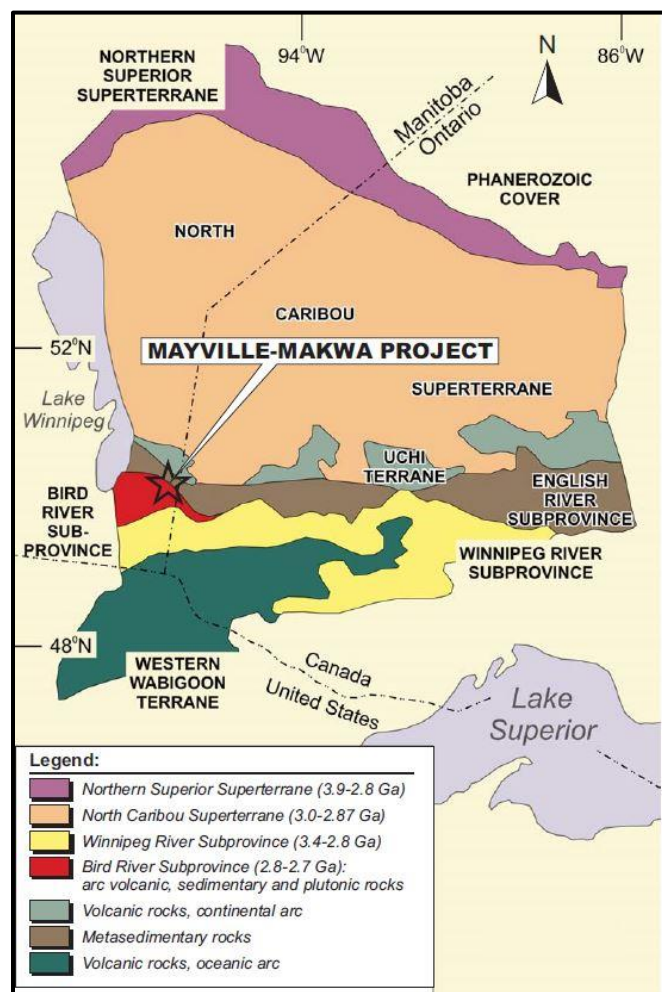 94⁰W
86⁰W
N
NORTHERN
SUPERIOR
SUPERTERRANE
Manitoba
Ontario
PHANEROZOIC
COVER
NORTH
CARIBOU
52⁰N
MAYVILLE-MAKWA PROJECT
Lake
Winnipeg
SUPERTERRANE
UCHI
TERRANE
ENGLISH
RIVER
SUBPROVINCE
BIRD
RIVER
SUB-
PROVINCE
WINNIPEG RIVER
SUBPROVINCE
48⁰N
WESTERN
WABIGOON
TERRANE
Canada
United States
Lake
Superior
Legend:
Northern Superior Superterrane (3.9-2.8 Ga)
North Caribou Superterrane (3.0-2.87 Ga)
Winnipeg River Subprovince (3.4-2.8 Ga)
Bird River Subprovince (2.8-2.7 Ga):
arc volcanic, sedimentary and plutonic rocks
Volcanic rocks, continental arc
Metasedimentary rocks
Volcanic rocks, oceanic arc